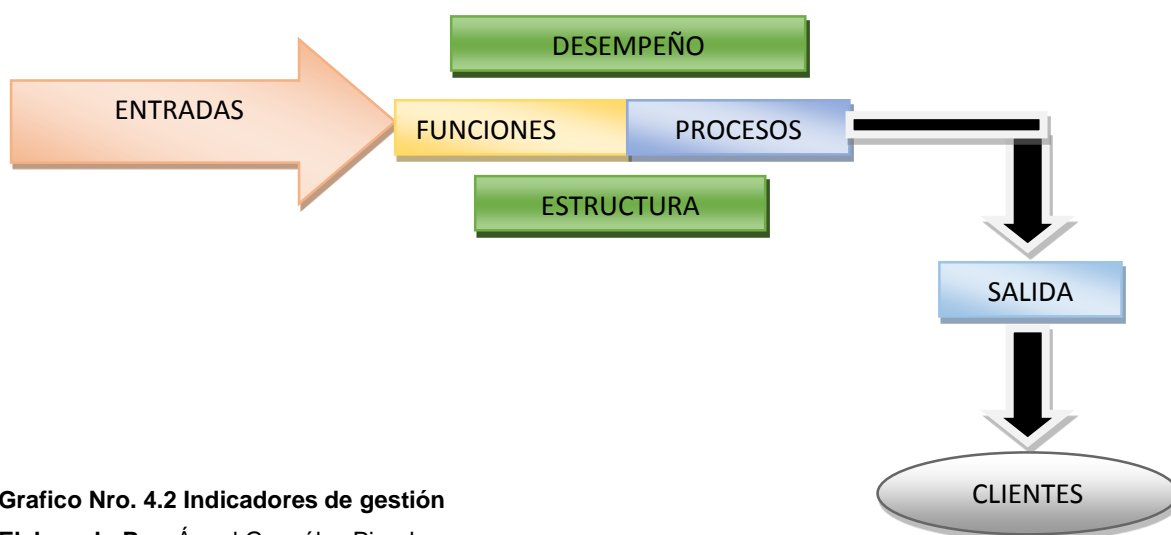 DESEMPEÑO
ENTRADAS
FUNCIONES PROCESOS
ESTRUCTURA
SALIDA
CLIENTES
Grafico Nro. 4.2 Indicadores de gestión